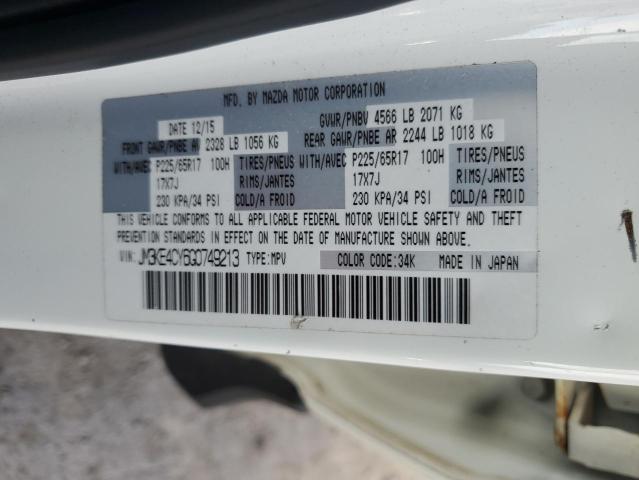 MFD. BY MAZDA MOTOR CORPORATION
DATE 12/15 GVWR/PNBV 4566 LB 2071 KG
FRONT GAWR/PNBE AV 2328 LB 1056 KG REAR GAWR/PNBE AR 2244 LB 1018 KG
WITH/AVEC P225/65R17 100H TIRES/PNEUS WITH/AVEC P225/65R17 100H TIRES/PNEUS
17X7J RIMS/JANTES 17X7J RIMS/JANTES
230 KPA/34 PSI COLD/A FROID 230 KPA/34 PSI COLD/A FROID
THIS VEHICLE CONFORMS TO ALL APPLICABLE FEDERAL MOTOR VEHICLE SAFETY AND THEFT
PREVENTION STANDARDS IN EFFECT ON THE DATE OF MANUFACTURE SHOWN ABOVE.
VIN: JM3KE4CY6G0749213 TYPE:MPV COLOR CODE:34K MADE IN JAPAN